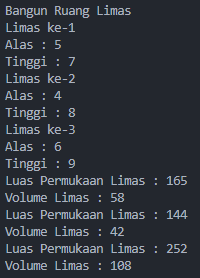 Bangun Ruang Limas
Limas ke-1
Alas : 5
Tinggi : 7
Limas ke-2
Alas : 4
Tinggi : 8
Limas ke-3
Alas : 6
Tinggi : 9
Luas Permukaan Limas : 165
Volume Limas : 58
Luas Permukaan Limas : 144
Volume Limas : 42
Luas Permukaan Limas : 252
Volume Limas : 108